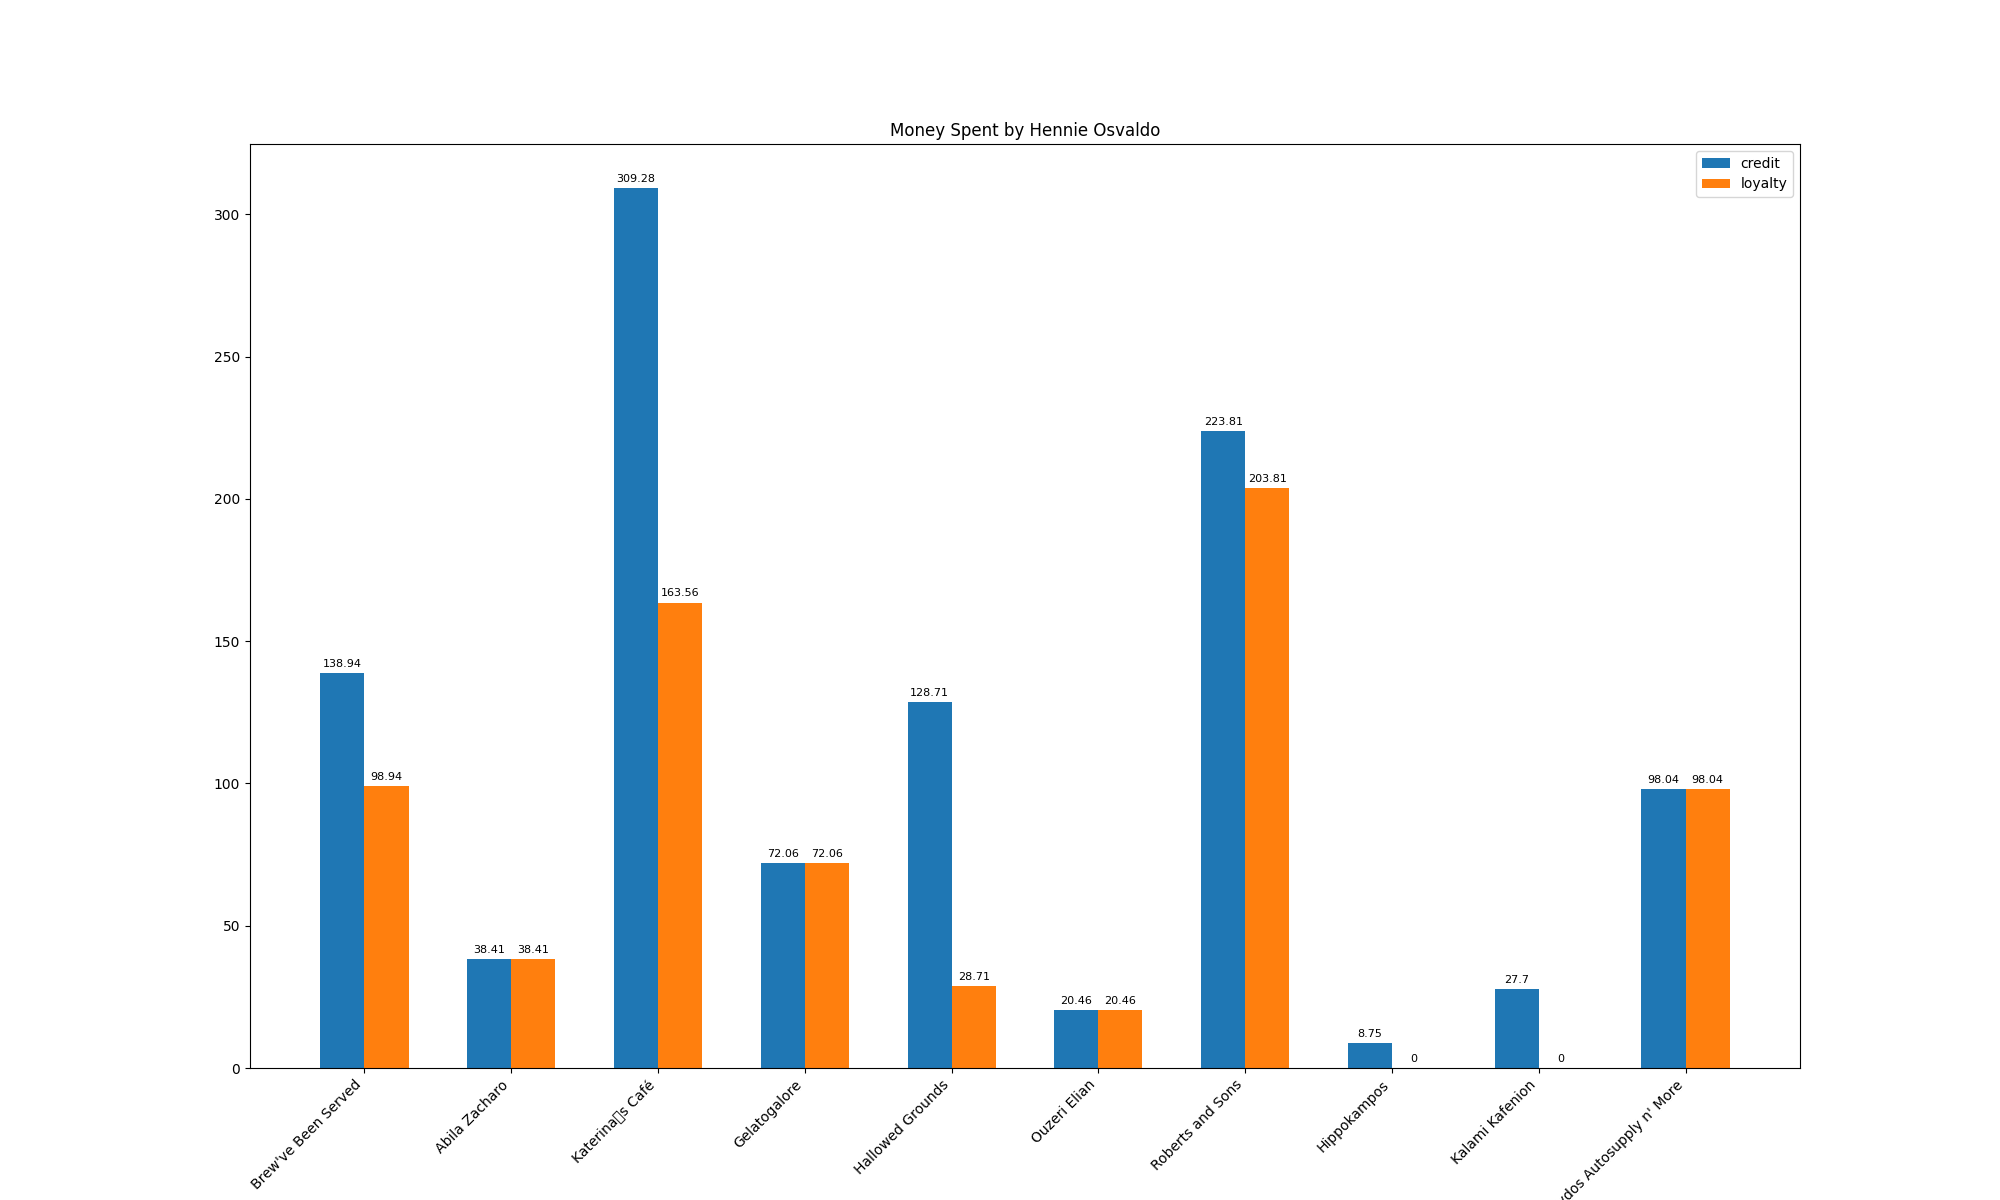 Money Spent by Hennie Osvaldo
credit
loyalty
300
250
200
150
100
50
0
309.28
223.81
203.81
163.56
138.94
128.71
98.94
98.04 98.04
72.06 72.06
38.41 38.41
28.71
27.7
20.46 20.46
8.75
0
0
Brew've Been Served
Abila Zacharo
Katerina▯s Café
Gelatogalore
Hallowed Grounds
Ouzeri Elian
Roberts and Sons
Hippokampos
Kalami Kafenion
Autosupply n' More